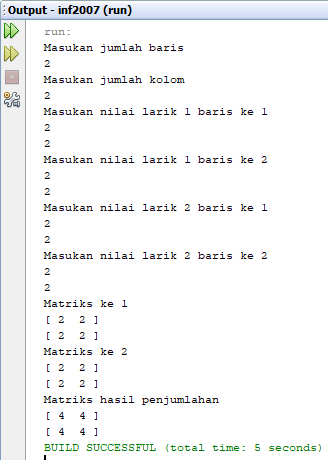 Output - inf2007 (run)
run:
Masukan jumlah baris
2
Masukan jumlah kolom
2
Masukan nilai larik 1 baris ke 1
2
2
Masukan nilai larik 1 baris ke 2
2
2
Masukan nilai larik 2 baris ke 1
2
2
Masukan nilai larik 2 baris ke 2
2
2
Matriks ke 1
[ 2  2 ]
[ 2  2 ]
Matriks ke 2
[ 2  2 ]
[ 2  2 ]
Matriks hasil penjumlahan
[ 4  4 ]
[ 4  4 ]
BUILD SUCCESSFUL (total time: 5 seconds)